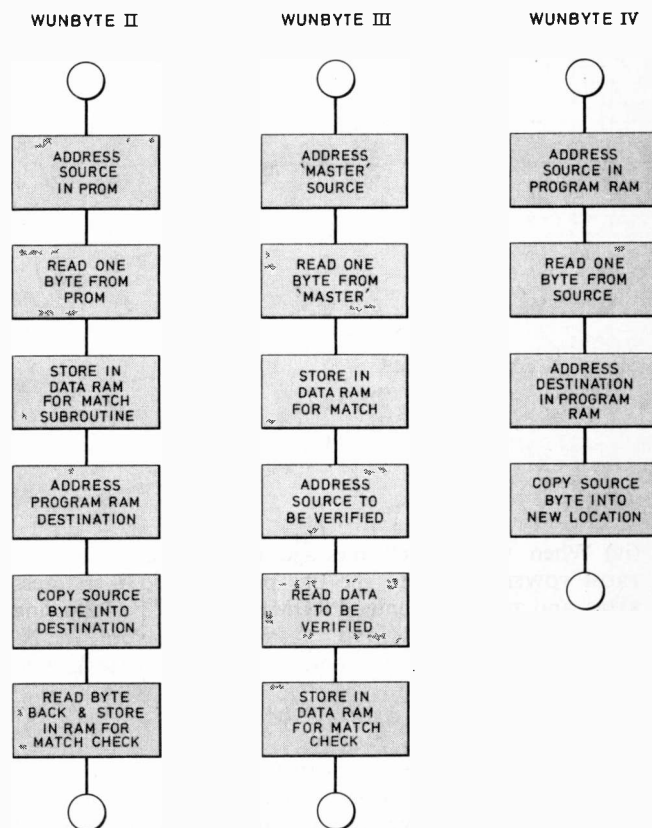 WUNBYTE II
ADDRESS
SOURCE
IN PROM
READ ONE
BYTE FROM
PROM
STORE IN
DATA RAM
FOR MATCH
SUBROUTINE
ADDRESS
PROGRAM RAM
DESTINATION
COPY SOURCE
BYTE INTO
DESTINATION
READ BYTE
BACK & STORE
IN RAM FOR
MATCH CHECK
WUNBYTE III
ADDRESS
'MASTER'
SOURCE
READ ONE
BYTE FROM
'MASTER'
STORE IN
DATA RAM
FOR MATCH
ADDRESS
SOURCE TO
BE VERIFIED
READ DATA
TO BE
VERIFIED
STORE IN
DATA RAM
FOR MATCH
CHECK
WUNBYTE IV
ADDRESS
SOURCE IN
PROGRAM RAM
READ ONE
BYTE FROM
SOURCE
ADDRESS
DESTINATION
IN PROGRAM
RAM
COPY SOURCE
BYTE INTO
NEW LOCATION